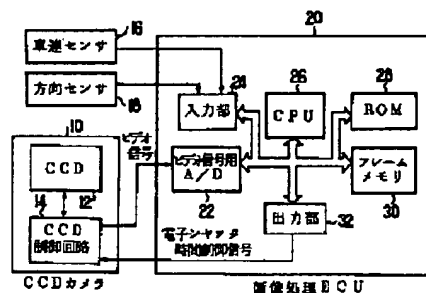 16
車速センサ
方向センサ
18
10
ビデオ
信号
CCD
14
12
CCD
制御回路
CCDカメラ
20
24
入力部
26
CPU
28
ROM
ビデオ信号用
A/D
22
フレーム
メモリ
30
出力部
32
電子シャッタ
時間制御信号
画像処理ECU